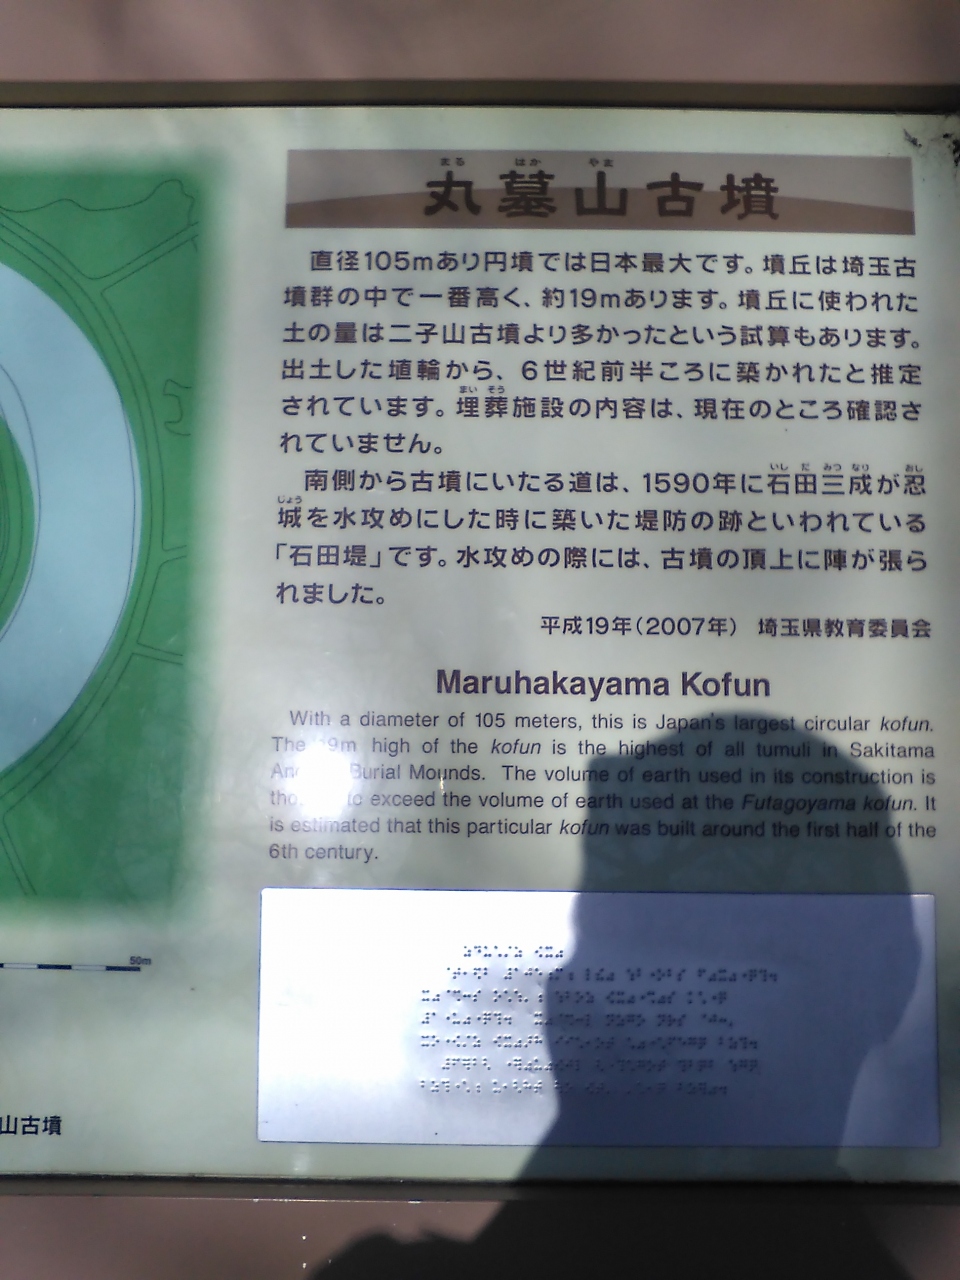 まる はか やま
丸墓山古墳
直径105mあり円墳では日本最大です。墳丘は埼玉古
墳群の中で一番高く、約19mあります。墳丘に使われた
土の量は二子山古墳より多かったという試算もあります。
出土した埴輪から、6世紀前半ころに築かれたと推定
まい そう
されています。埋葬施設の内容は、現在のところ確認さ
れていません。
いし だ みつ なり おし
南側から古墳にいたる道は、1590年に石田三成が忍
じょう
城を水攻めにした時に築いた堤防の跡といわれている
「石田堤」です。水攻めの際には、古墳の頂上に陣が張ら
れました。
平成19年(2007年) 埼玉県教育委員会
Maruhakayama Kofun
With a diameter of 105 meters, this is Japan's largest circular kofun.
The 9m high of the kofun is the highest of all tumuli in Sakitama
Burial Mounds. The volume of earth used in its construction is
to exceed the volume of earth used at the Futagoyama kofun. It
is estimated that this particular kofun was built around the first half of the
6th century.
50m
山古墳